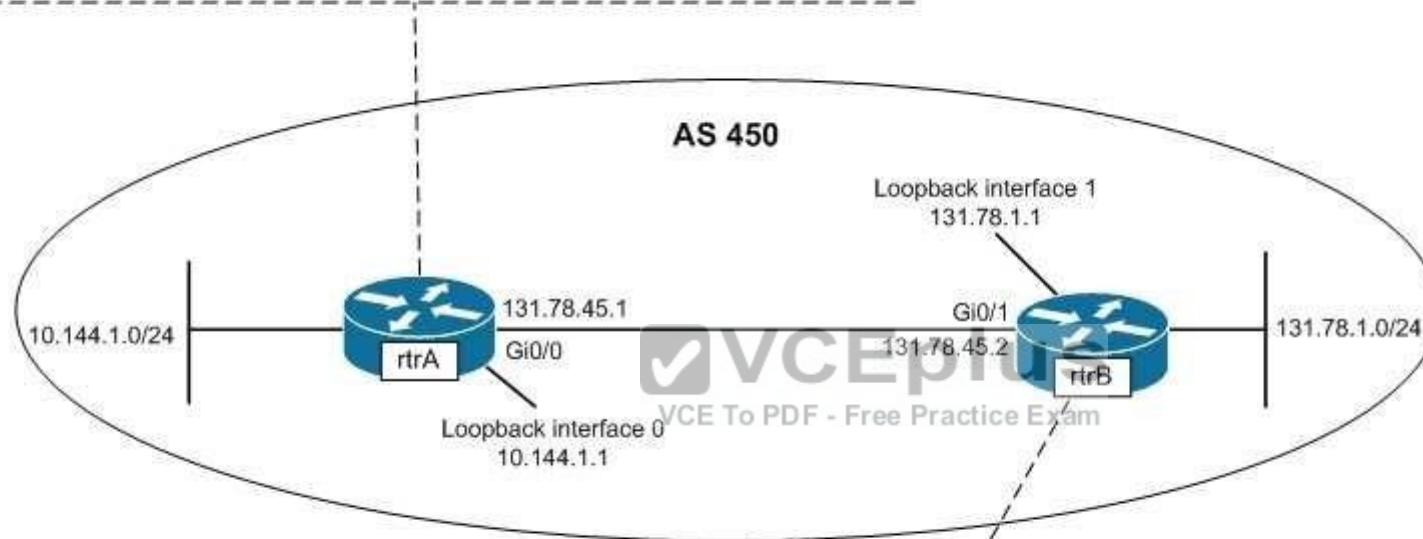 AS 450
Loopback interface 1
131.78.1.1
131.78.45.1
Gi0/1
10.144.1.0/24
131.78.1.0/24
rtrA
Gi0/0
131.78.45.2
rtrB
VCEplus
VCE To PDF - Free Practice Exam
Loopback interface 0
10.144.1.1